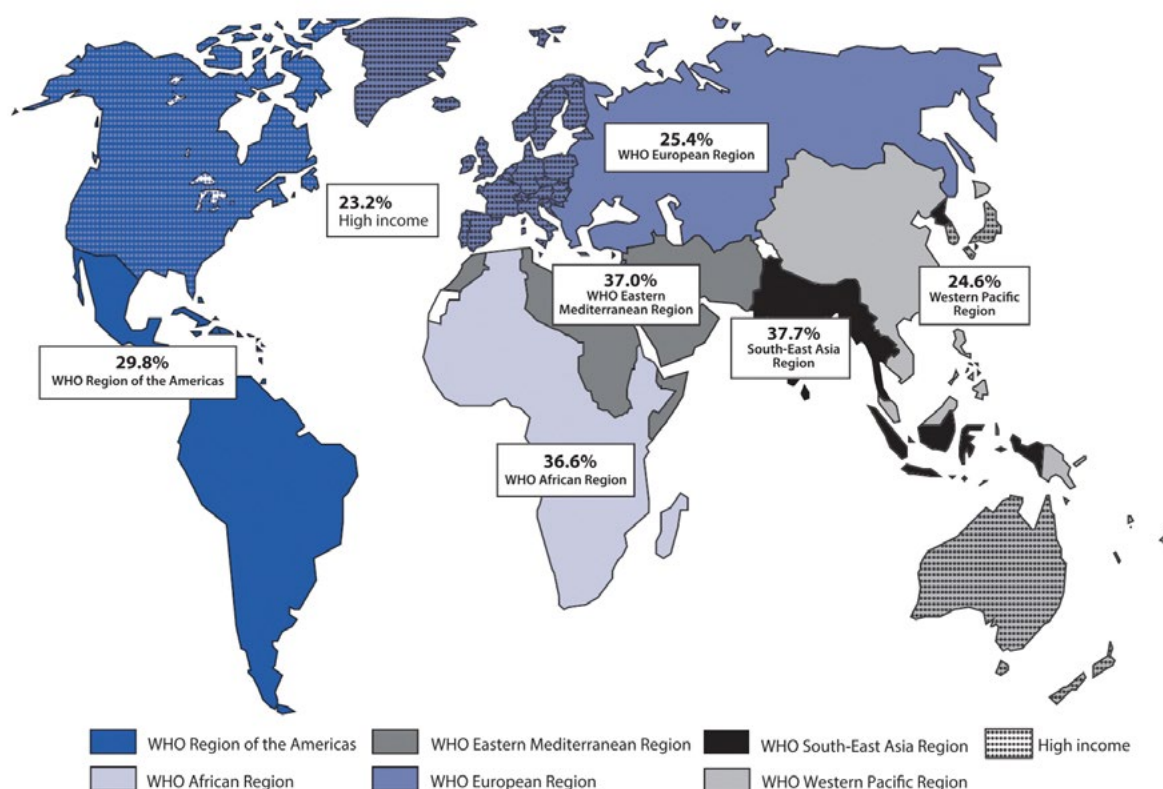 25.4%
WHO European Region
23.2%
High income
37.0%
WHO Eastern
Mediterranean Region
24.6%
Western Pacific
Region
37.7%
South-East Asia
Region
29.8%
WHO Region of the Americas
36.6%
WHO African Region
WHO Region of the Americas
WHO Eastern Mediterranean Region
WHO South-East Asia Region
High income
WHO African Region
WHO European Region
WHO Western Pacific Region